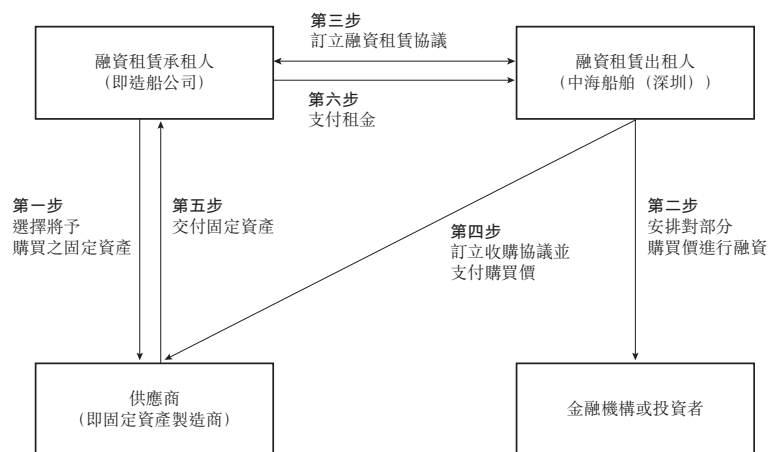 第三步
訂立融資租賃協議
融資租賃承租人
（即造船公司）
融資租賃出租人
（中海船舶（深圳））
第六步
支付租金
第一步
選擇將予
購買之固定資產
第五步
交付固定資產
第四步
訂立收購協議並
支付購買價
第二步
安排對部分
購買價進行融資
供應商
（即固定資產製造商）
金融機構或投資者